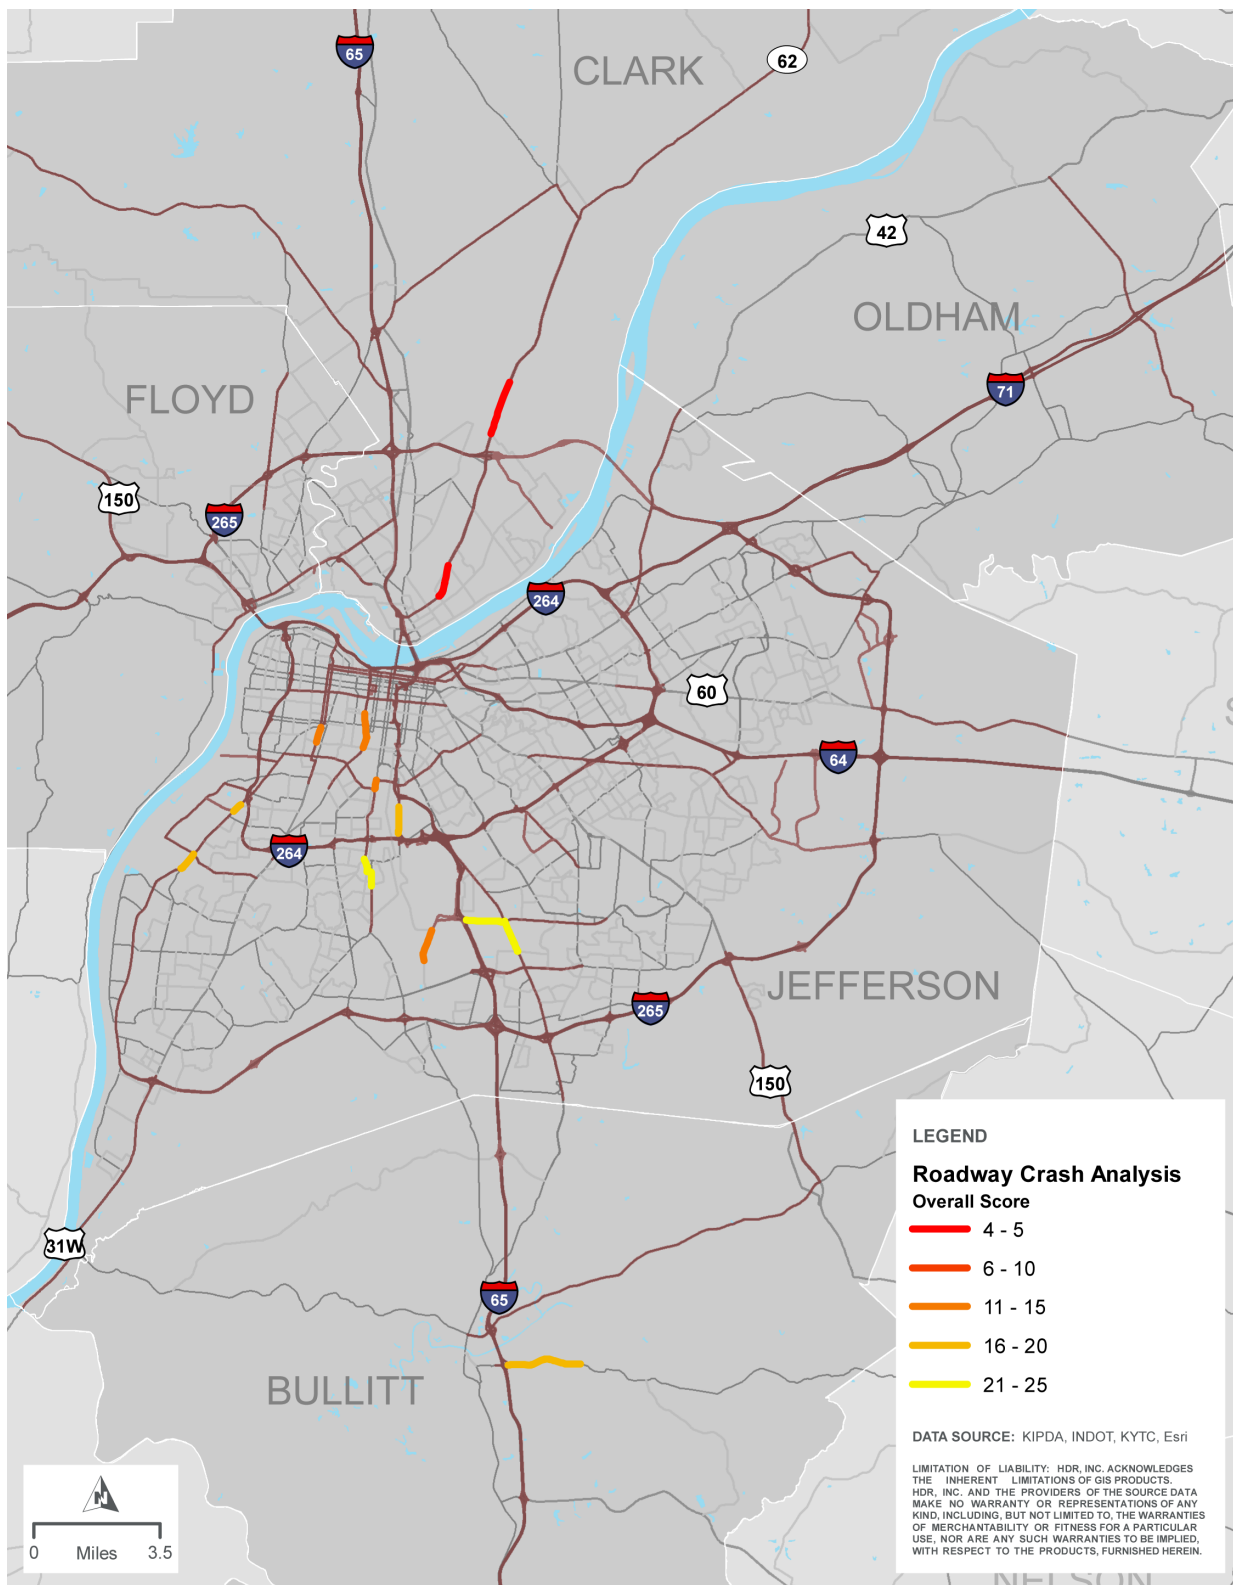 65
CLARK
62
42
OLDHAM
71
FLOYD
150
265
264
60
64
264
JEFFERSON
265
150
31W
65
BULLITT
LEGEND
Roadway Crash Analysis
Overall Score
4 - 5
6 - 10
11 - 15
16 - 20
21 - 25
DATA SOURCE: KIPDA, INDOT, KYTC, Esri
LIMITATION OF LIABILITY: HDR, INC. ACKNOWLEDGES
THE INHERENT LIMITATIONS OF GIS PRODUCTS.
HDR, INC. AND THE PROVIDERS OF THE SOURCE DATA
MAKE NO WARRANTY OR REPRESENTATIONS OF ANY
KIND, INCLUDING, BUT NOT LIMITED TO, THE WARRANTIES
OF MERCHANTABILITY OR FITNESS FOR A PARTICULAR
USE, NOR ARE ANY SUCH WARRANTIES TO BE IMPLIED,
WITH RESPECT TO THE PRODUCTS, FURNISHED HEREIN.
N
0 Miles 3.5
NELSON